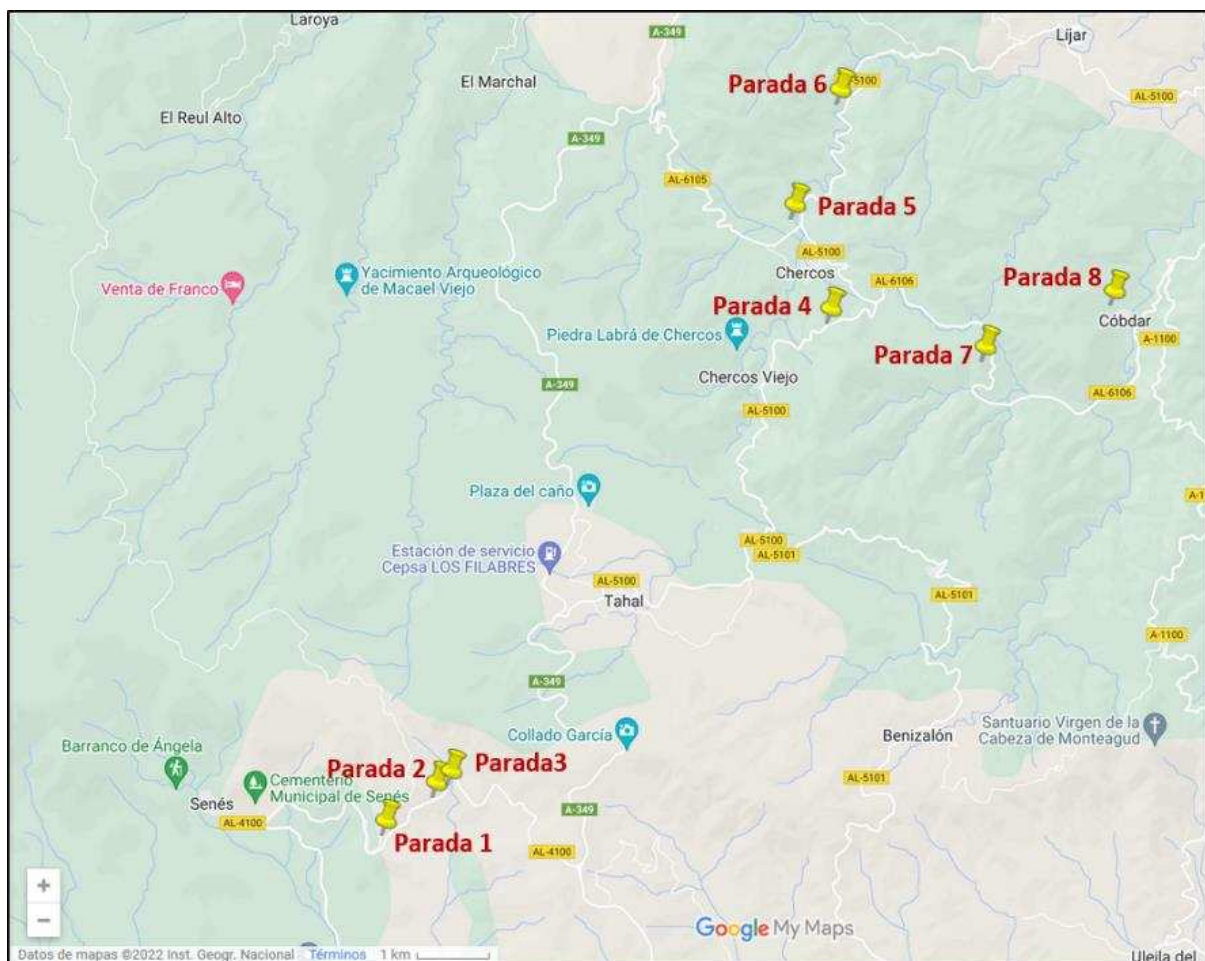 Laroya
A-349
Líjar
El Marchal
Parada 6
AL-5100
AL-5100
El Reul Alto
A-349
AL-6105
Parada 5
AL-5100
Yacimiento Arqueológico
de Macael Viejo
Chercos
AL-6106
Venta de Franco
Parada 8
Parada 4
Cóbdar
Piedra Labrá de Chercos
A-1100
Parada 7
Chercos Viejo
A-349
AL-6106
AL-5100
Plaza del caño
A-1
AL-5100
Estación de servicio
Cepsa LOS FILABRES
AL-5101
AL-5100
AL-5101
Tahal
A-1100
A-349
Santuario Virgen de la
Cabeza de Monteagud
Collado García
Benizalón
Barranco de Ángela
Parada3
Parada 2
Cementerio
Municipal de Senés
AL-5101
Senés
A-349
AL-4100
Parada 1
AL-4100
+
−
Google My Maps
Datos de mapas ©2022 Inst. Geogr. Nacional Términos 1 km
Uleila del